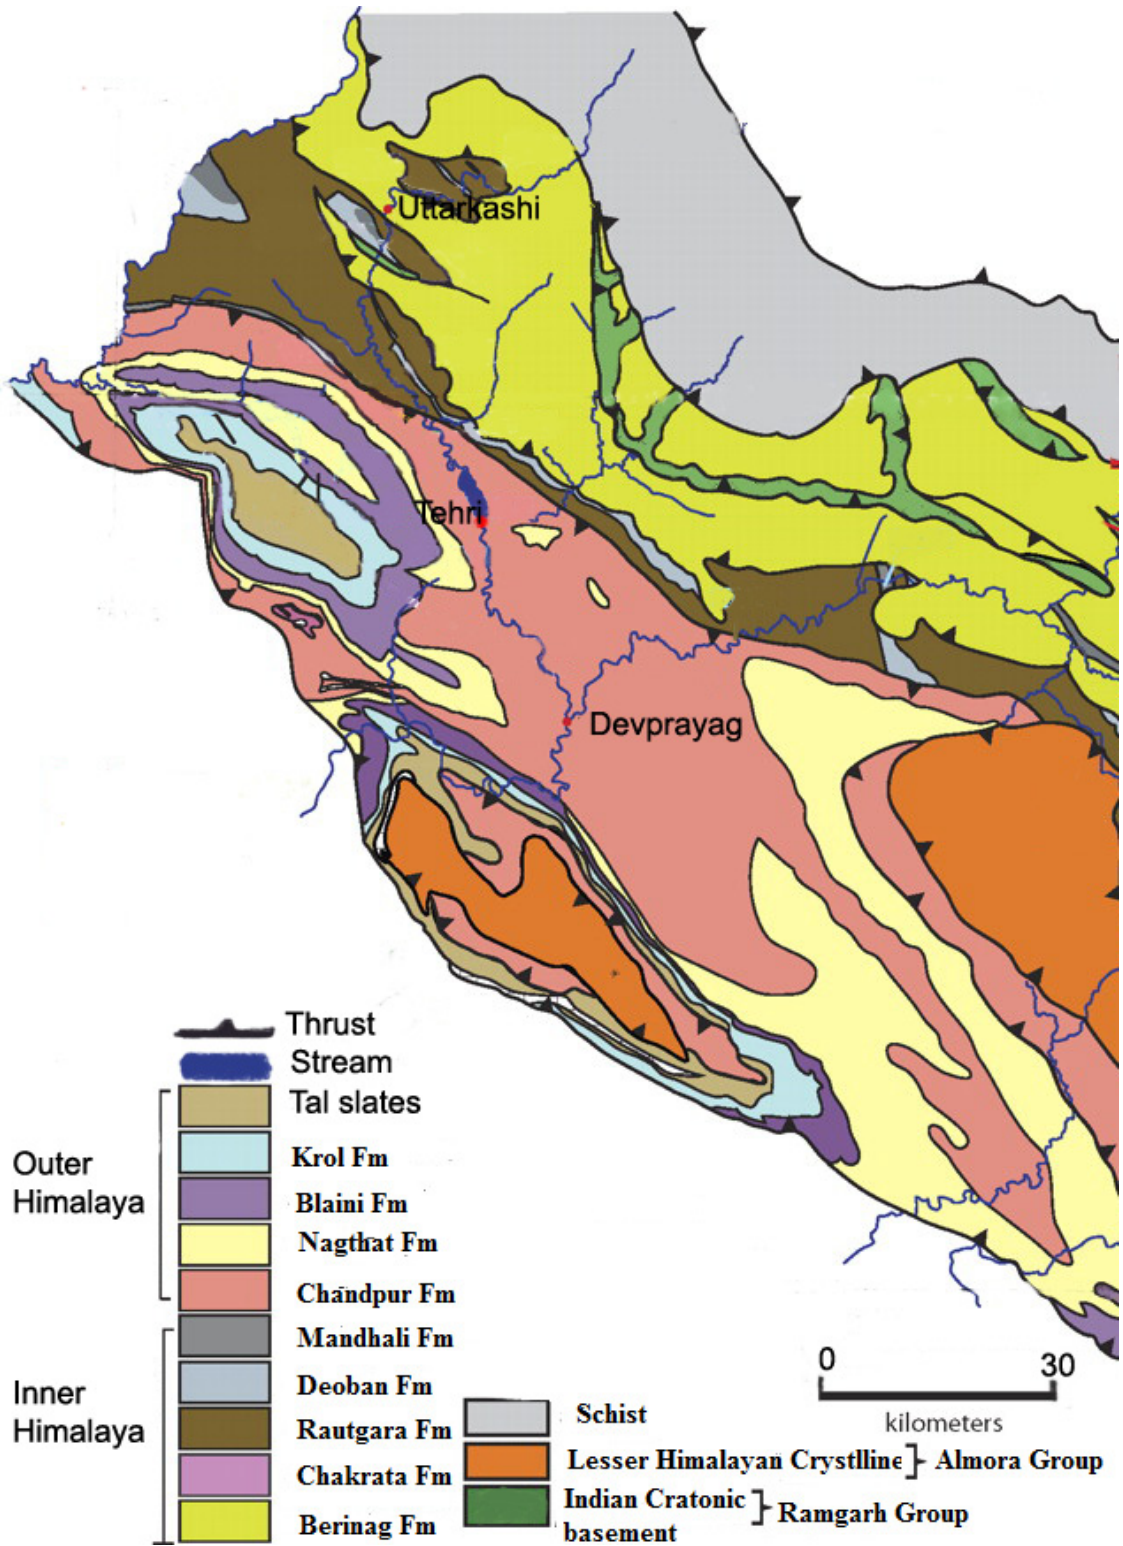 Uttarkashi
Tehri
Devprayag
Thrust
Stream
Tal slates
Krol Fm
Blaini Fm
Nagthat Fm
Chandpur Fm
Outer
Himalaya
Mandhali Fm
Deoban Fm
Rautgara Fm
Chakrata Fm
Berinag Fm
Inner
Himalaya
0 30
kilometers
Schist
Lesser Himalayan Crystlline Almora Group
Indian Cratonic
basement
Ramgarh Group